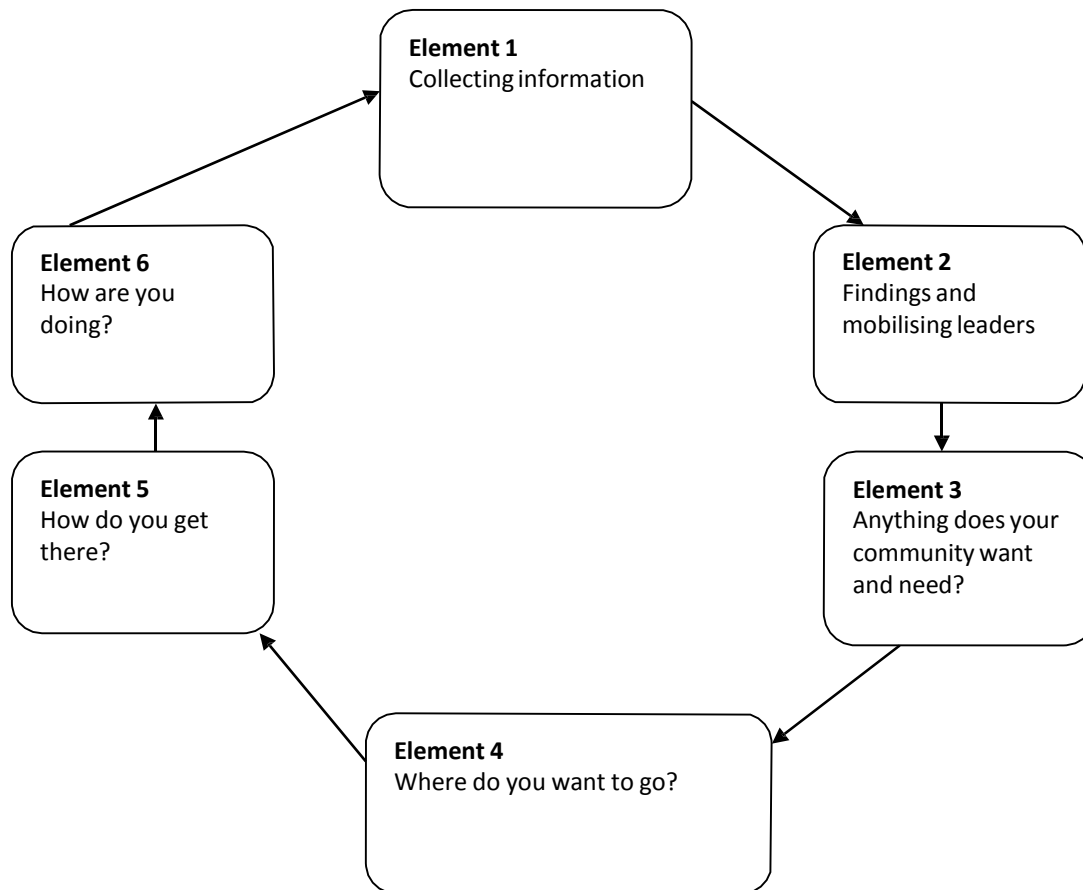 Element 1
Collecting information
Element 2
Findings and
mobilising leaders
Element 3
Anything does your
community want
and need?
Element 4
Where do you want to go?
Element 5
How do you get
there?
Element 6
How are you
doing?